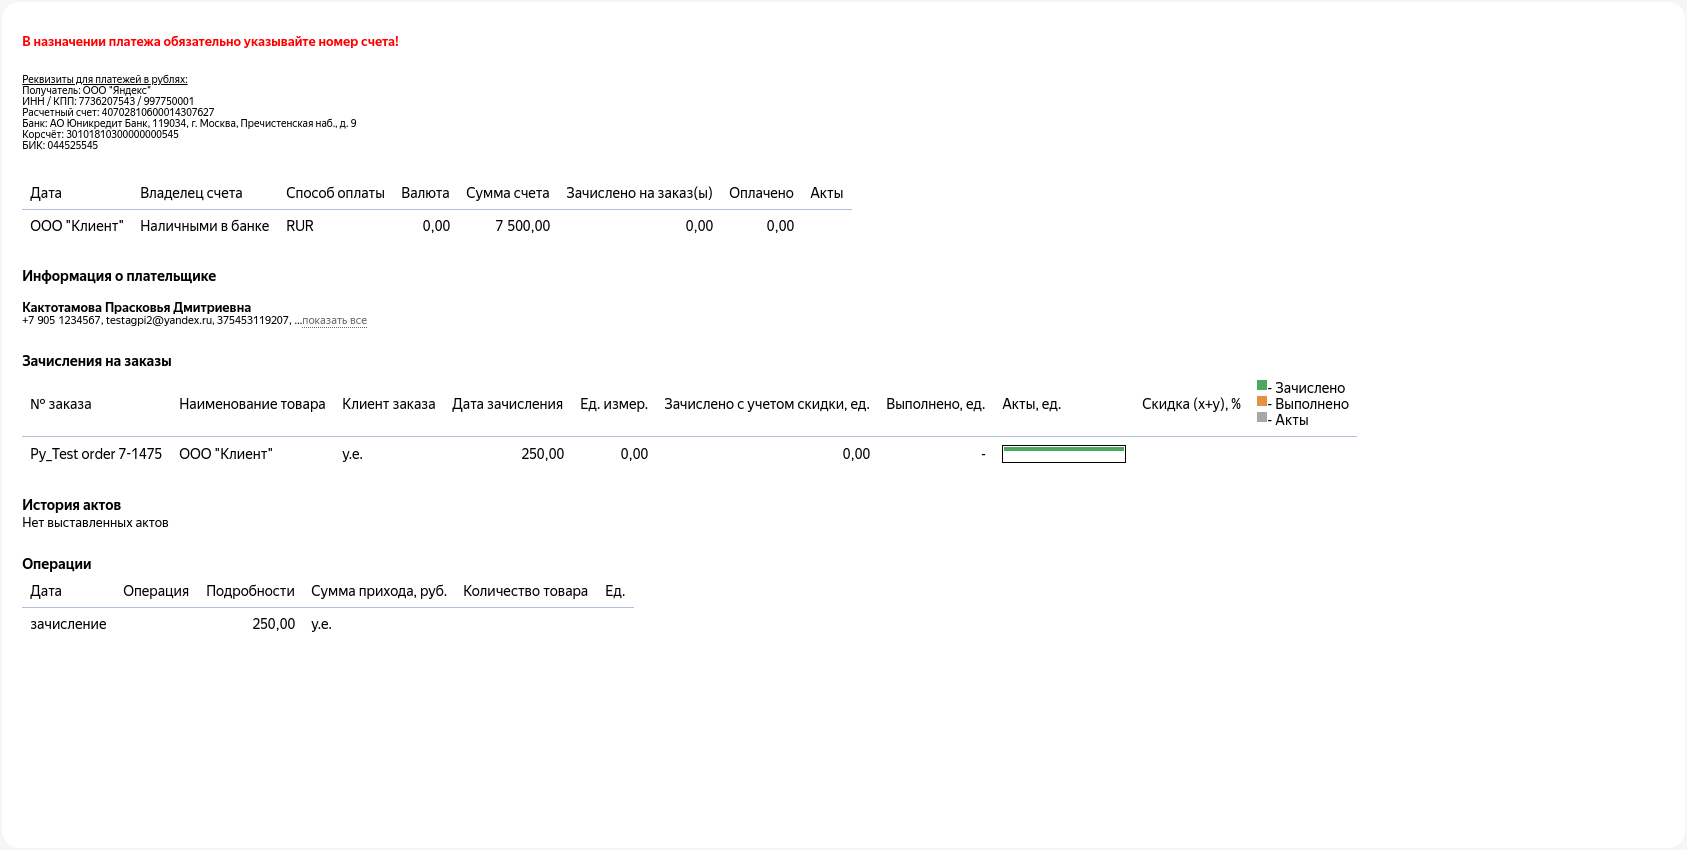 В назначении платежа обязательно указывайте номер счета!
Реквизиты для платежей в рублях:
Получатель: ООО "Яндекс"
ИНН / КПП: 7736207543 / 997750001
Расчетный счет: 40702810600014307627
Банк: АО Юникредит Банк, 119034, г. Москва, Пречистенская наб., д. 9
Корсчёт: 30101810300000000545
БИК: 044525545
Дата Владелец счета Способ оплаты Валюта Сумма счета Зачислено на заказ(ы) Оплачено Акты
ООО "Клиент" Наличными в банке RUR 0,00 7 500,00 0,00 0,00
Информация о плательщике
Кактотамова Прасковья Дмитриевна
+7 905 1234567, testagpi2@yandex.ru, 375453119207, ...показать все
Зачисления на заказы
№ заказа Наименование товара Клиент заказа Дата зачисления Ед. измер. Зачислено с учетом скидки, ед. Выполнено, ед. Акты, ед. Скидка (x+y), %
- Зачислено
- Выполнено
- Акты
Py_Test order 7-1475 ООО "Клиент" у.е. 250,00 0,00 0,00 -
История актов
Нет выставленных актов
Операции
Дата Операция Подробности Сумма прихода, руб. Количество товара Ед.
зачисление 250,00 у.е.